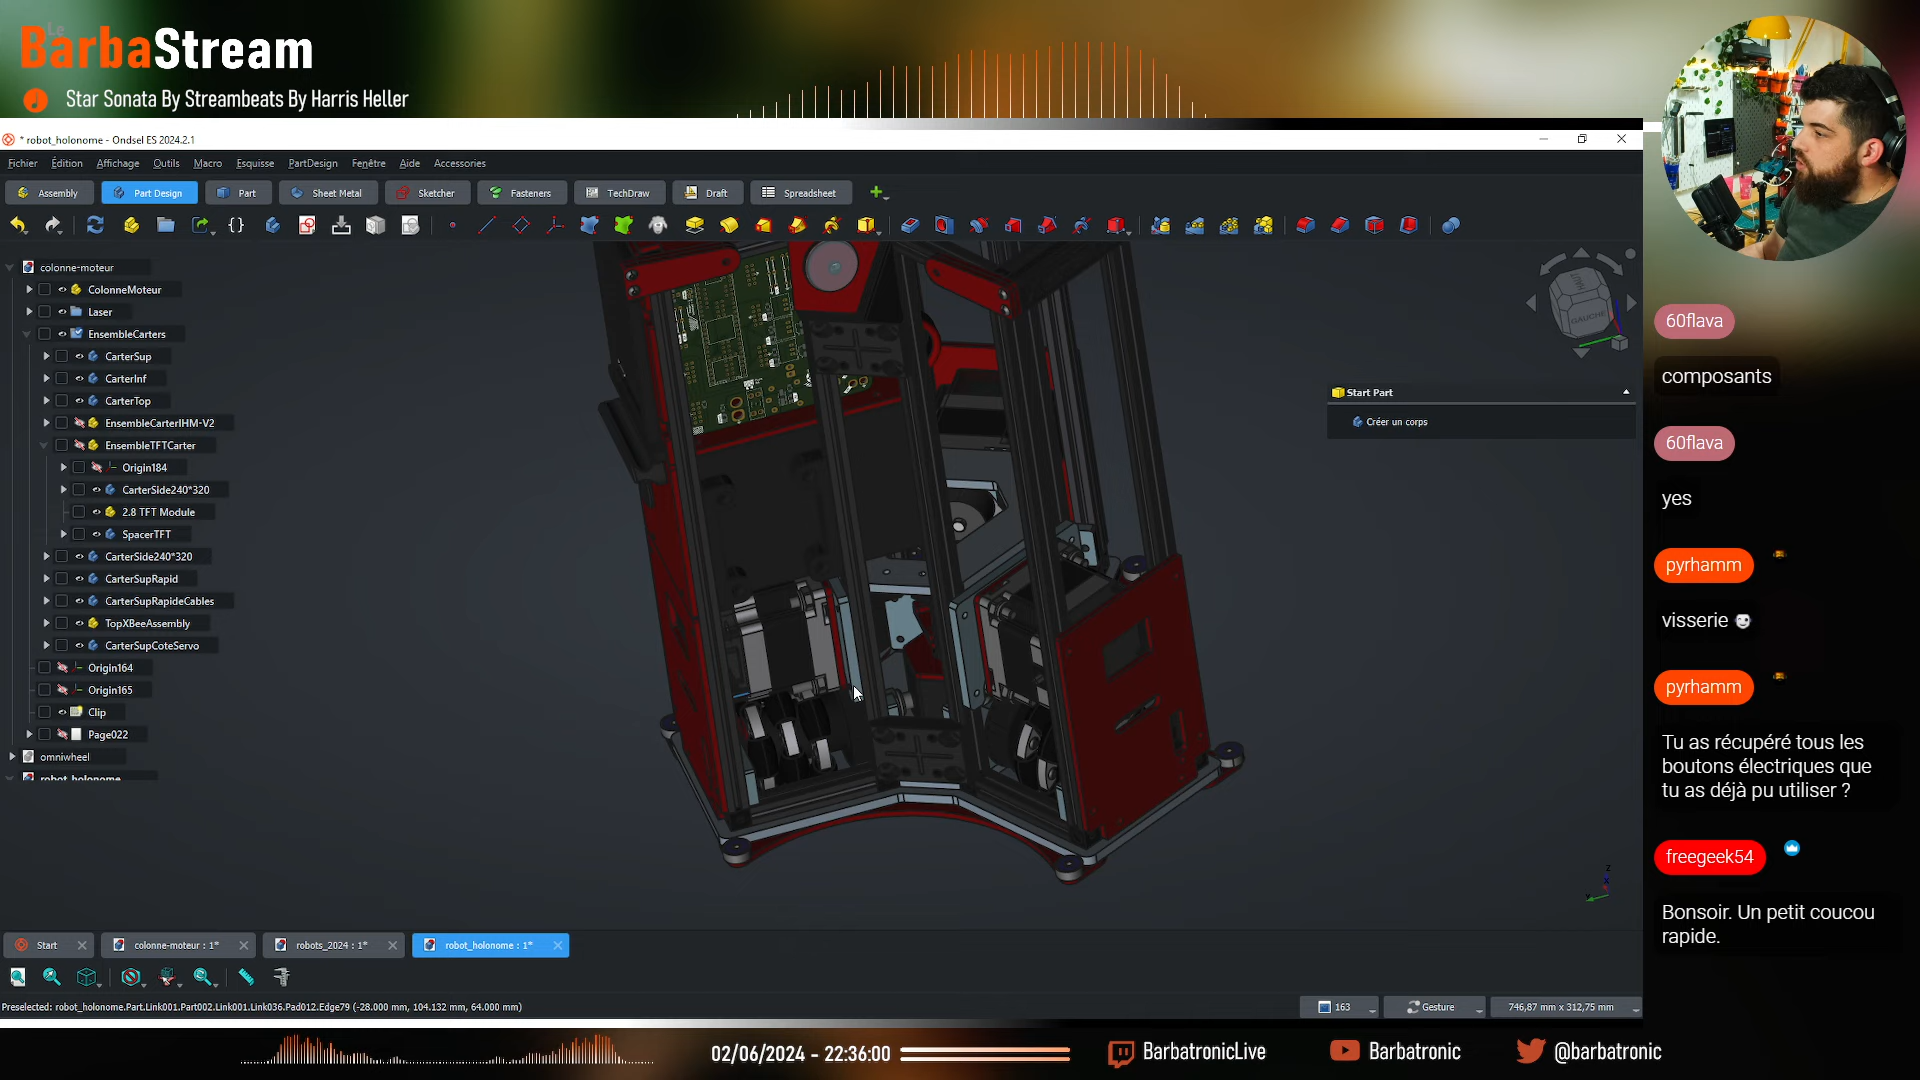 Le
BarbaStream
Star Sonata By Streambeats By Harris Heller
* robot_holonome - Ondsel ES 2024.2.1
Fichier Édition Affichage Outils Macro Esquisse PartDesign Fenêtre Aide Accessories
Assembly Part Design Part Sheet Metal Sketcher Fasteners TechDraw Draft Spreadsheet
colonne-moteur
ColonneMoteur
Laser
EnsembleCarters
CarterSup
CarterInf
CarterTop
EnsembleCarterIHM-V2
EnsembleTFTCarter
Origin184
CarterSIde240*320
2.8 TFT Module
SpacerTFT
CarterSide240*320
CarterSupRapid
CarterSupRapideCables
TopXBeeAssembly
CarterSupCoteServo
Origin164
Origin165
Clip
Page022
omniwheel
robot_holonome
HAUT
GAUCHE
Start Part
Créer un corps
Start colonne-moteur : 1* robots_2024 : 1* robot_holonome : 1*
Preselected: robot_holonome.Part.Link001.Part002.Link001.Link036.Pad012.Edge79 (-28.000 mm, 104.132 mm, 64.000 mm)
163 Gesture 746,87 mm x 312,75 mm
60flava
composants
60flava
yes
pyrhamm
visserie
pyrhamm
Tu as récupéré tous les
boutons électriques que
tu as déjà pu utiliser ?
freegeek54
Bonsoir. Un petit coucou
rapide.
02/06/2024 - 22:36:00 BarbatronicLive Barbatronic @barbatronic